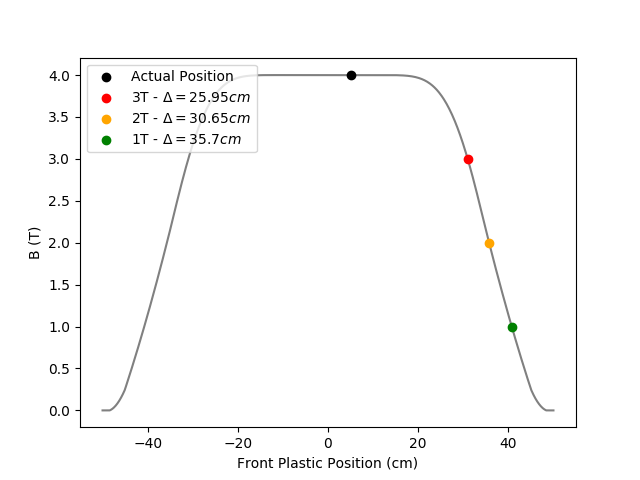 Actual Position
3T - Δ = 25.95cm
2T - Δ = 30.65cm
1T - Δ = 35.7cm
4.0
3.5
3.0
2.5
2.0
1.5
1.0
0.5
0.0
B (T)
−40
−20
0
20
40
Front Plastic Position (cm)